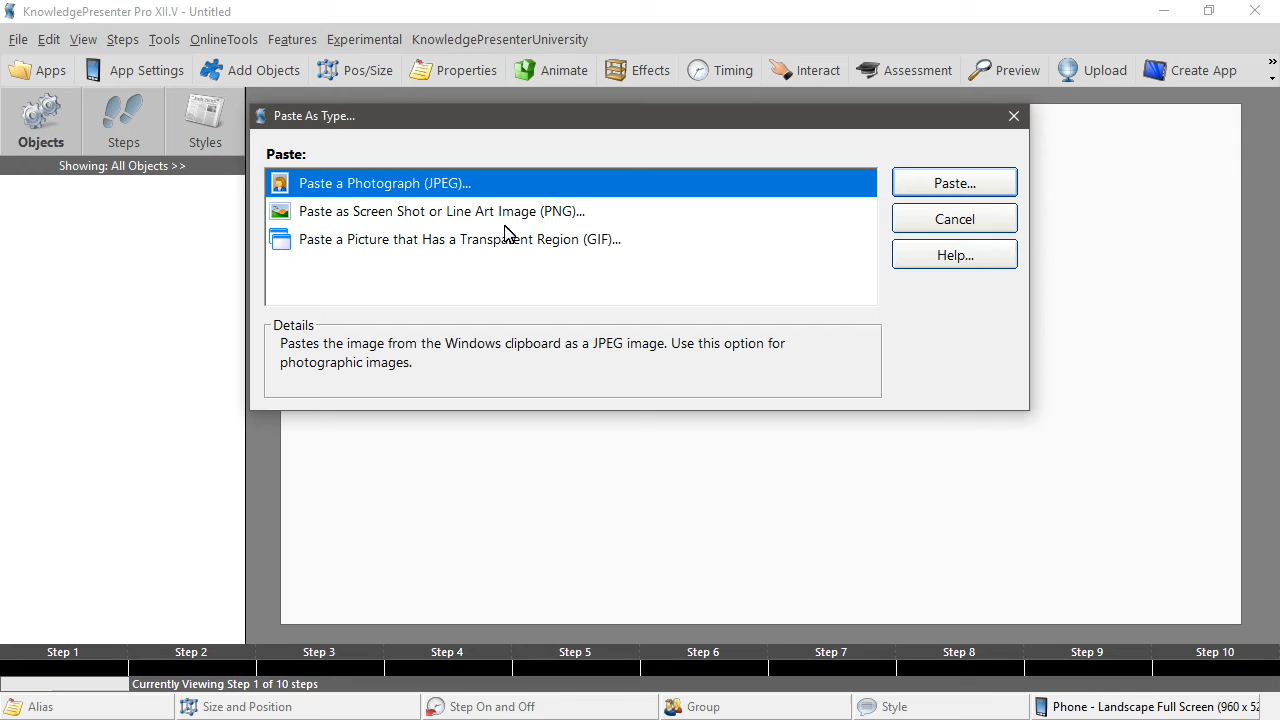 KnowledgePresenter Pro XII.V - Untitled
File Edit View Steps Tools OnlineTools Features Experimental KnowledgePresenterUniversity
Apps App Settings Add Objects Pos/Size Properties Animate Effects Timing Interact Assessment Preview Upload Create App »
Objects Steps Styles
Showing: All Objects >>
Paste As Type...
Paste:
Paste a Photograph (JPEG)...
Paste as Screen Shot or Line Art Image (PNG)...
Paste a Picture that Has a Transparent Region (GIF)...
Paste...
Cancel
Help...
Details
Pastes the image from the Windows clipboard as a JPEG image. Use this option for
photographic images.
Step 1 Step 2 Step 3 Step 4 Step 5 Step 6 Step 7 Step 8 Step 9 Step 10
Currently Viewing Step 1 of 10 steps
Alias Size and Position Step On and Off Group Style Phone - Landscape Full Screen (960 x